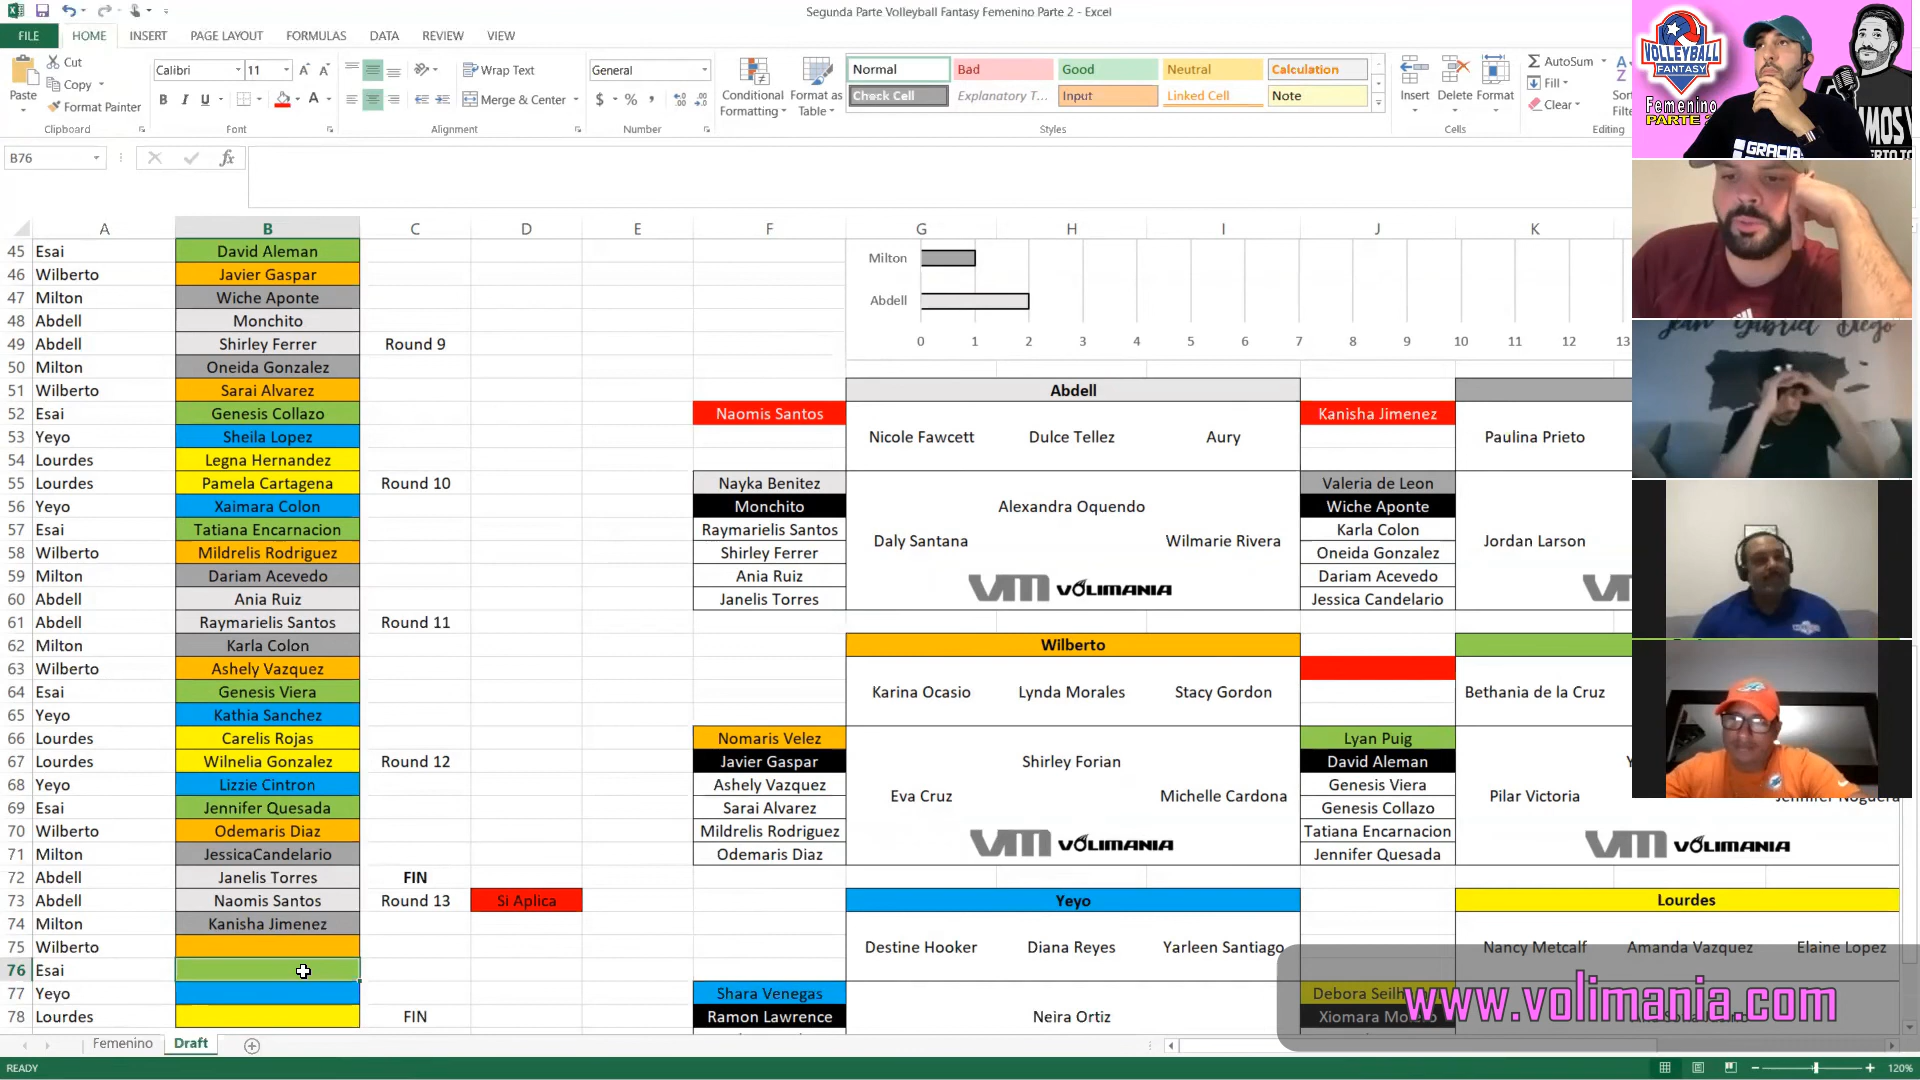 Segunda Parte Volleyball Fantasy Femenino Parte 2 - Excel
FILE HOME INSERT PAGE LAYOUT FORMULAS DATA REVIEW VIEW
Paste Cut Copy Format Painter
Clipboard
Calibri 11
B I U
Font
Wrap Text
Merge & Center
Alignment
General
$ % ,
Number
Conditional Formatting Format as Table
Normal Bad Good Neutral Calculation
Check Cell Explanatory T... Input Linked Cell Note
Styles
Insert Delete Format
Cells
AutoSum
Fill
Clear
Editing
B76 fx
A B C D E F G H I J K
45 Esai David Aleman
46 Wilberto Javier Gaspar
47 Milton Wiche Aponte
48 Abdell Monchito
49 Abdell Shirley Ferrer Round 9
50 Milton Oneida Gonzalez
51 Wilberto Sarai Alvarez
52 Esai Genesis Collazo
53 Yeyo Sheila Lopez
54 Lourdes Legna Hernandez
55 Lourdes Pamela Cartagena Round 10
56 Yeyo Xaimara Colon
57 Esai Tatiana Encarnacion
58 Wilberto Mildrelis Rodriguez
59 Milton Dariam Acevedo
60 Abdell Ania Ruiz
61 Abdell Raymarielis Santos Round 11
62 Milton Karla Colon
63 Wilberto Ashely Vazquez
64 Esai Genesis Viera
65 Yeyo Kathia Sanchez
66 Lourdes Carelis Rojas
67 Lourdes Wilnelia Gonzalez Round 12
68 Yeyo Lizzie Cintron
69 Esai Jennifer Quesada
70 Wilberto Odemaris Diaz
71 Milton JessicaCandelario
72 Abdell Janelis Torres FIN
73 Abdell Naomis Santos Round 13 Si Aplica
74 Milton Kanisha Jimenez
75 Wilberto
76 Esai
77 Yeyo
78 Lourdes FIN
Milton
Abdell
0 1 2 3 4 5 6 7 8 9 10 11 12 13
Abdell
Naomis Santos
Nicole Fawcett Dulce Tellez Aury
Nayka Benitez
Monchito
Raymarielis Santos
Shirley Ferrer
Ania Ruiz
Janelis Torres
Alexandra Oquendo
Daly Santana Wilmarie Rivera
VM VOLIMANIA
Kanisha Jimenez
Valeria de Leon
Wiche Aponte
Karla Colon
Oneida Gonzalez
Dariam Acevedo
Jessica Candelario
Paulina Prieto
Jordan Larson
Wilberto
Karina Ocasio Lynda Morales Stacy Gordon
Nomaris Velez
Javier Gaspar
Ashely Vazquez
Sarai Alvarez
Mildrelis Rodriguez
Odemaris Diaz
Shirley Forian
Eva Cruz Michelle Cardona
VM VOLIMANIA
Lyan Puig
David Aleman
Genesis Viera
Genesis Collazo
Tatiana Encarnacion
Jennifer Quesada
Bethania de la Cruz
Pilar Victoria
VM VOLIMANIA
Yeyo
Destine Hooker Diana Reyes Yarleen Santiago
Shara Venegas
Ramon Lawrence
Neira Ortiz
Lourdes
Nancy Metcalf Amanda Vazquez Elaine Lopez
www.volimania.com
Femenino Draft
READY
120%
VOLLEYBALL
FANTASY
Femenino
PARTE 2
GRACIA
Jean Gabriel Diego